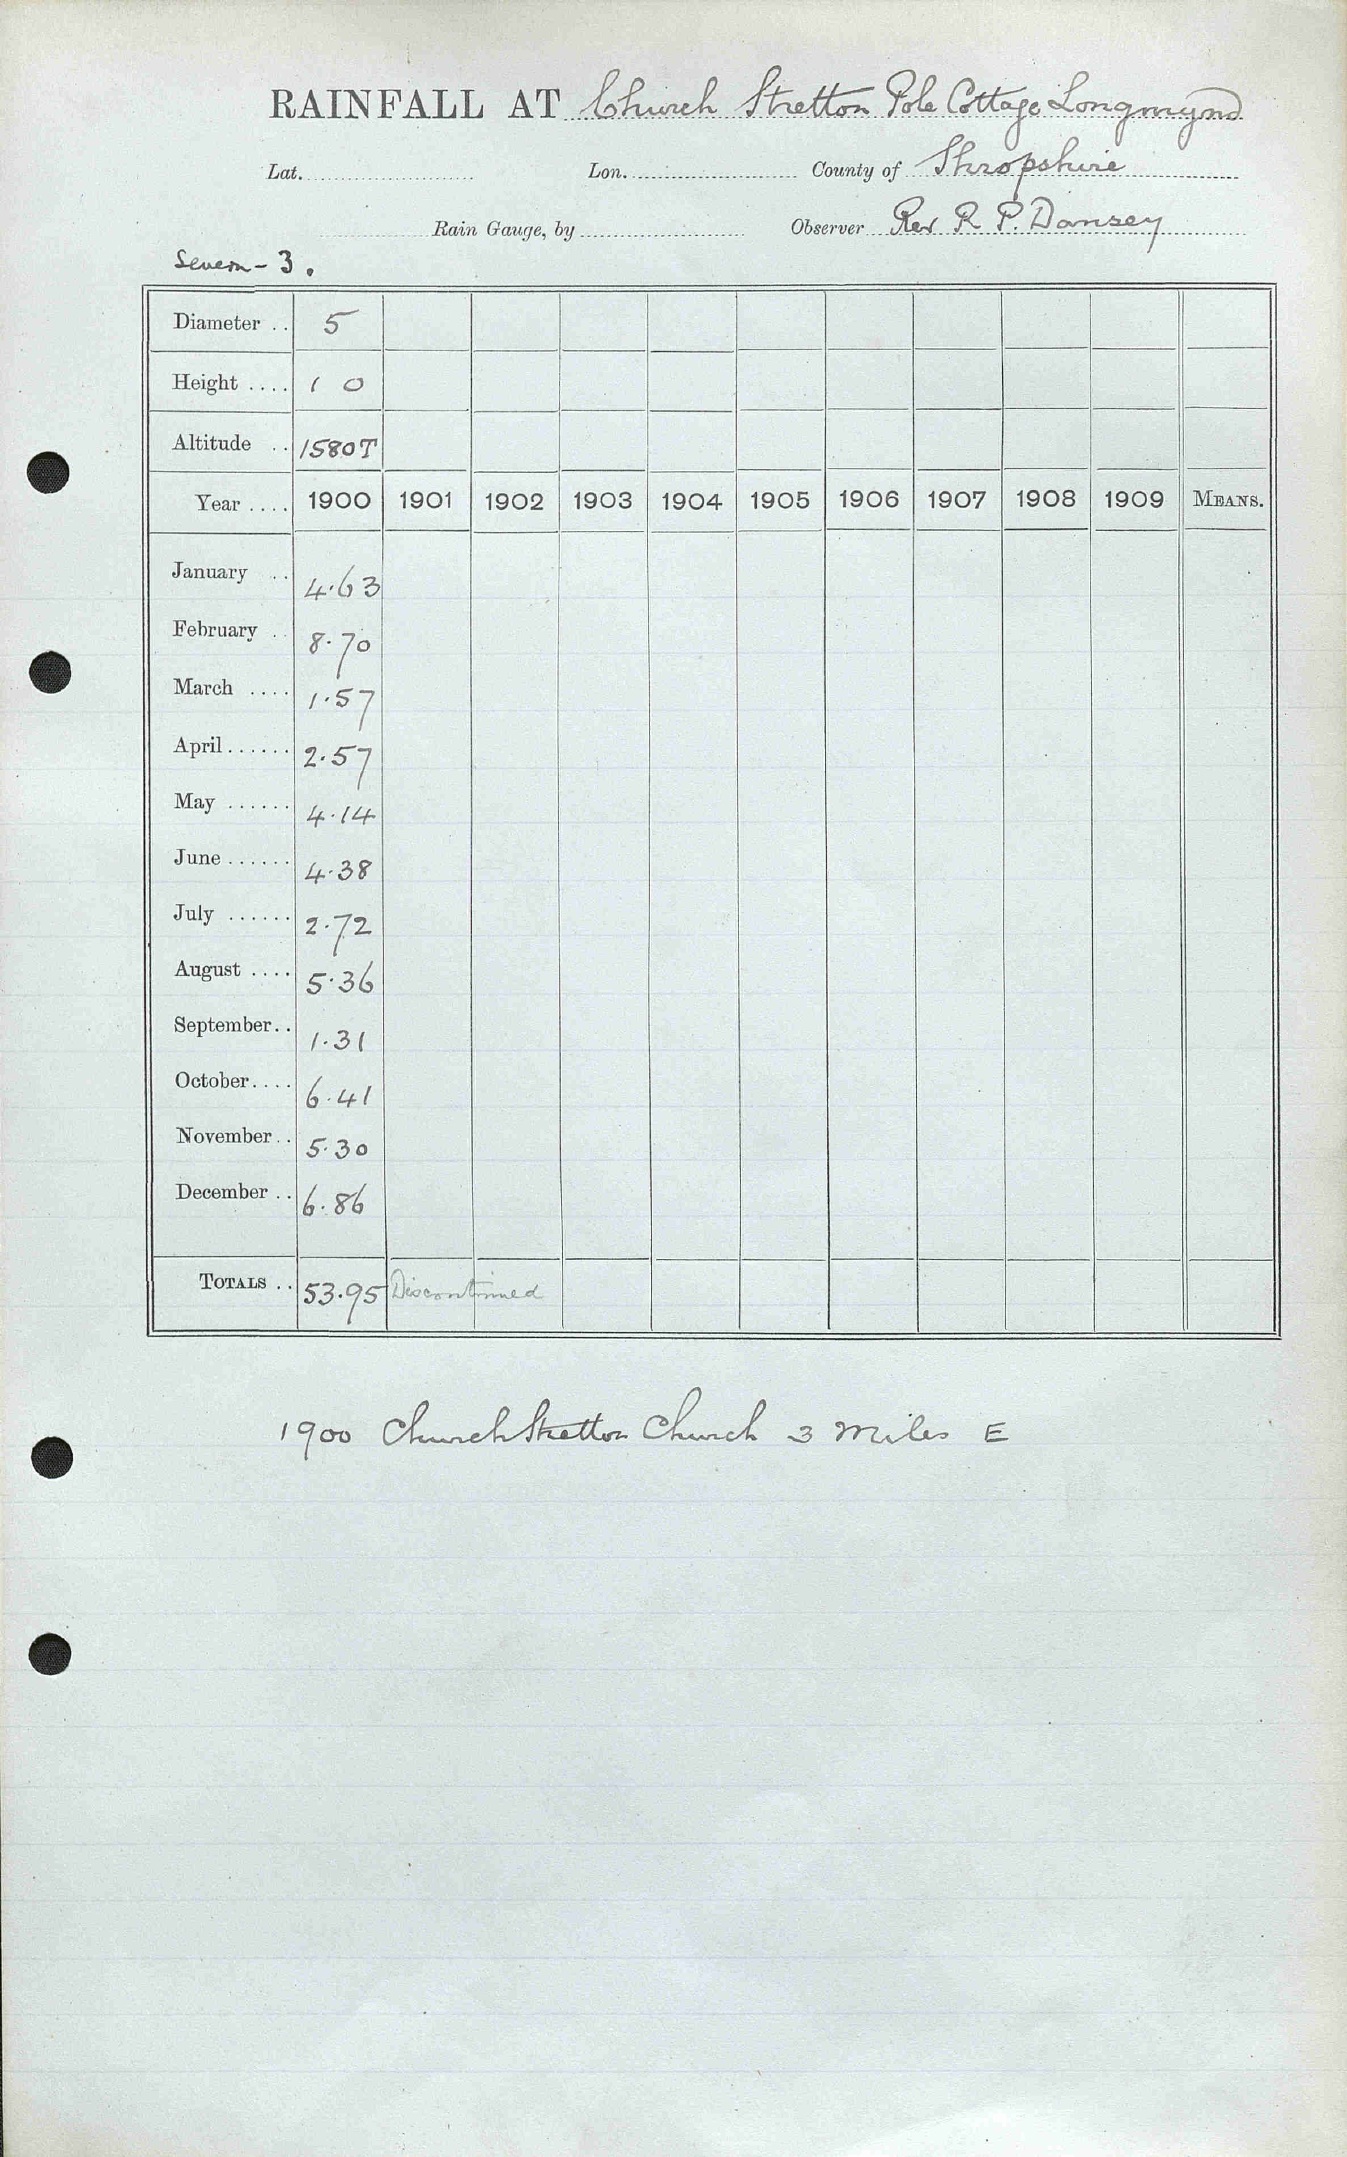 RAINFALL AT Church Stretton Pole Cottage Longmynd
Lat. Lon. County of Shropshire
Rain Gauge, by Observer Rev R P. Dansey
Severn - 3.
Diameter .. 5
Height .... 1 0
Altitude .. 1580T
Year .... 1900 1901 1902 1903 1904 1905 1906 1907 1908 1909 MEANS.
January .. 4.63
February .. 8.70
March .... 1.57
April...... 2.57
May ...... 4.14
June...... 4.38
July ...... 2.72
August .... 5.36
September.. 1.31
October.... 6.41
November.. 5.30
December .. 6.86
TOTALS .. 53.95 Discontinued
1900 Church Stretton Church 3 miles E